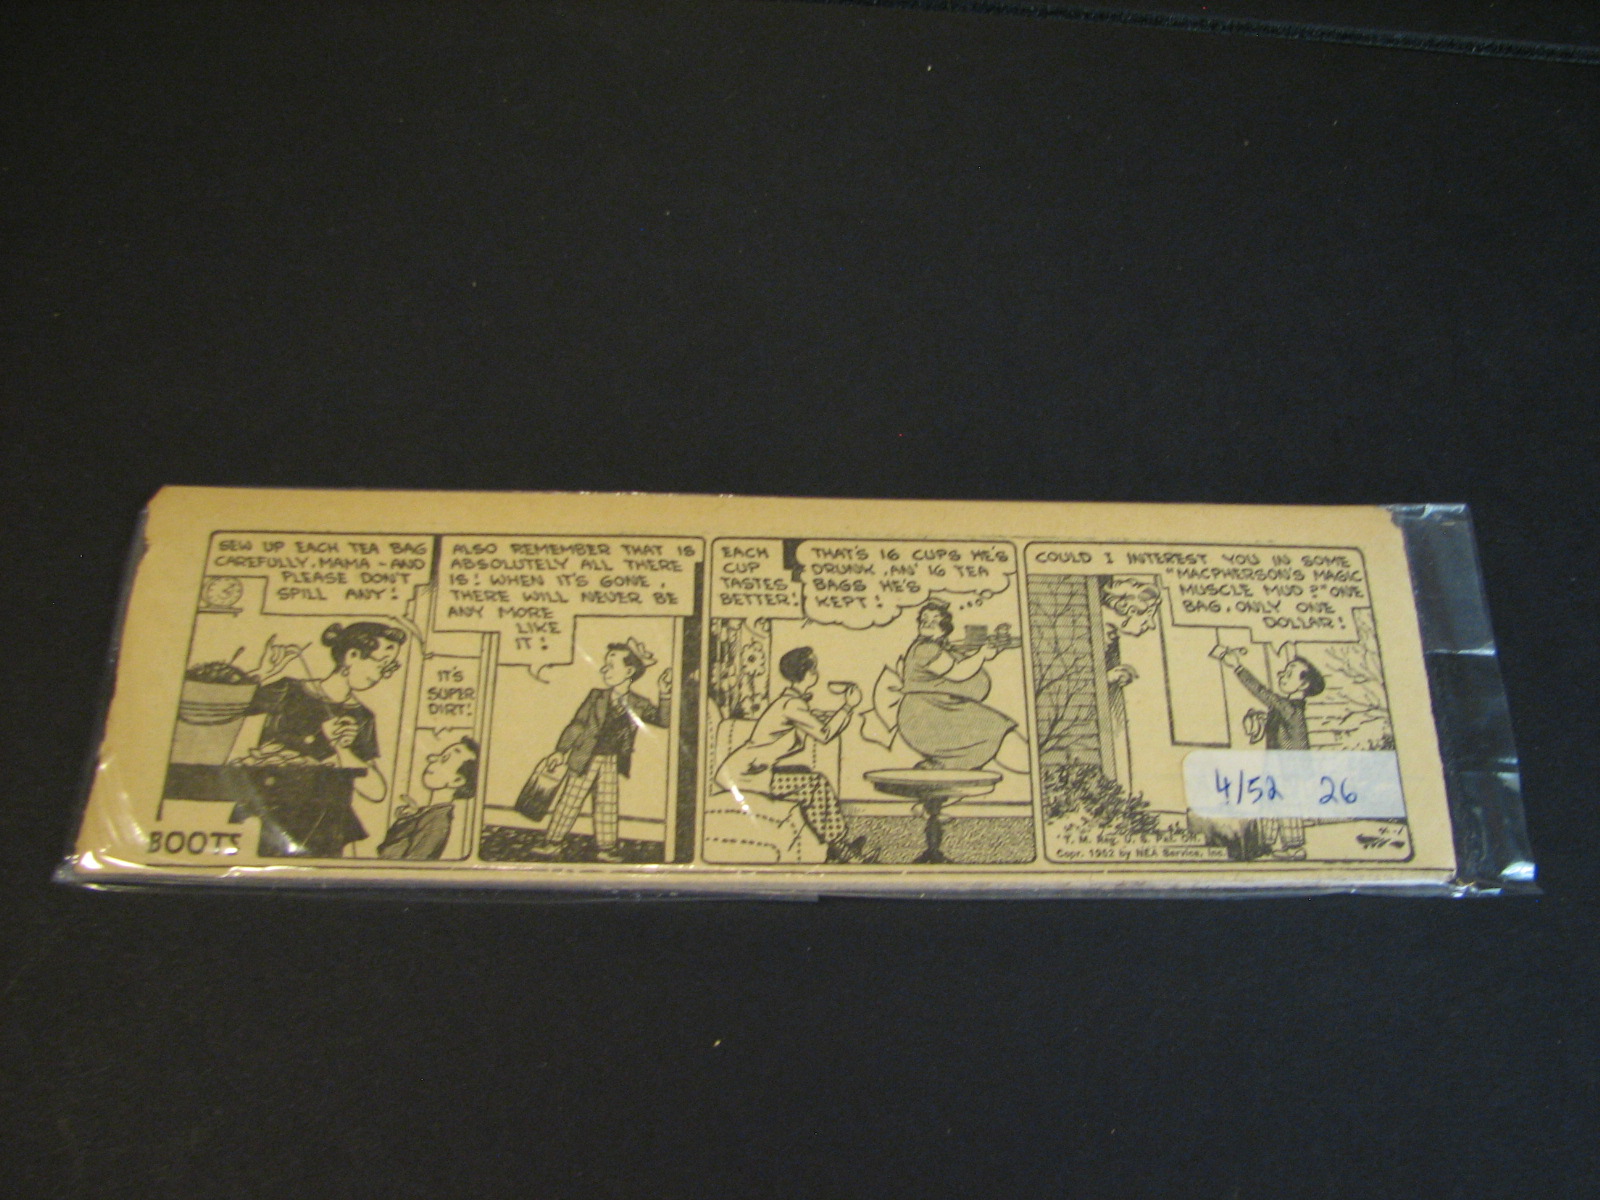 SEW UP EACH TEA BAG
CAREFULLY, MAMA - AND
PLEASE DON'T
SPILL ANY!
IT'S
SUPER
DIRT!
BOOTS
ALSO REMEMBER THAT IS
ABSOLUTELY ALL THERE
IS! WHEN IT'S GONE,
THERE WILL NEVER BE
ANY MORE
LIKE
IT!
EACH
CUP
TASTES
BETTER!
THAT'S 16 CUPS HE'S
DRUNK, AN' 16 TEA
BAGS HE'S
KEPT!
COULD I INTEREST YOU IN SOME
"MACPHERSON'S MAGIC
MUSCLE MUD?" ONE
BAG, ONLY ONE
DOLLAR!
4/52 26
T. M. Reg. U. S. Pat. Off.
Copr. 1952 by NEA Service, Inc.